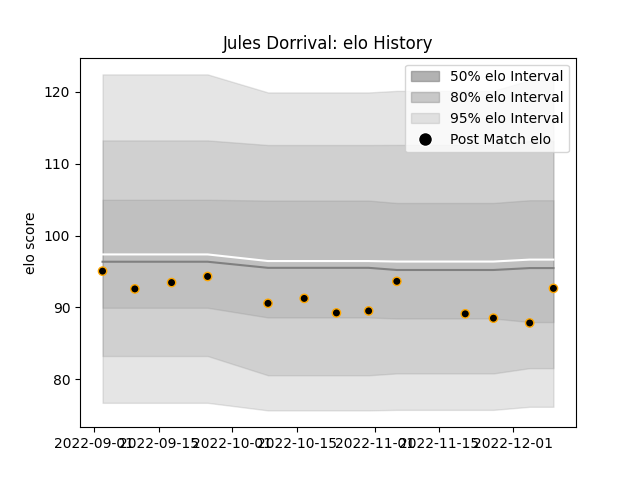 Jules Dorrival: elo History
50% elo Interval
80% elo Interval
95% elo Interval
Post Match elo
elo score
120
110
100
90
80
2022-09-01 2022-09-15 2022-10-01 2022-10-15 2022-11-01 2022-11-15 2022-12-01